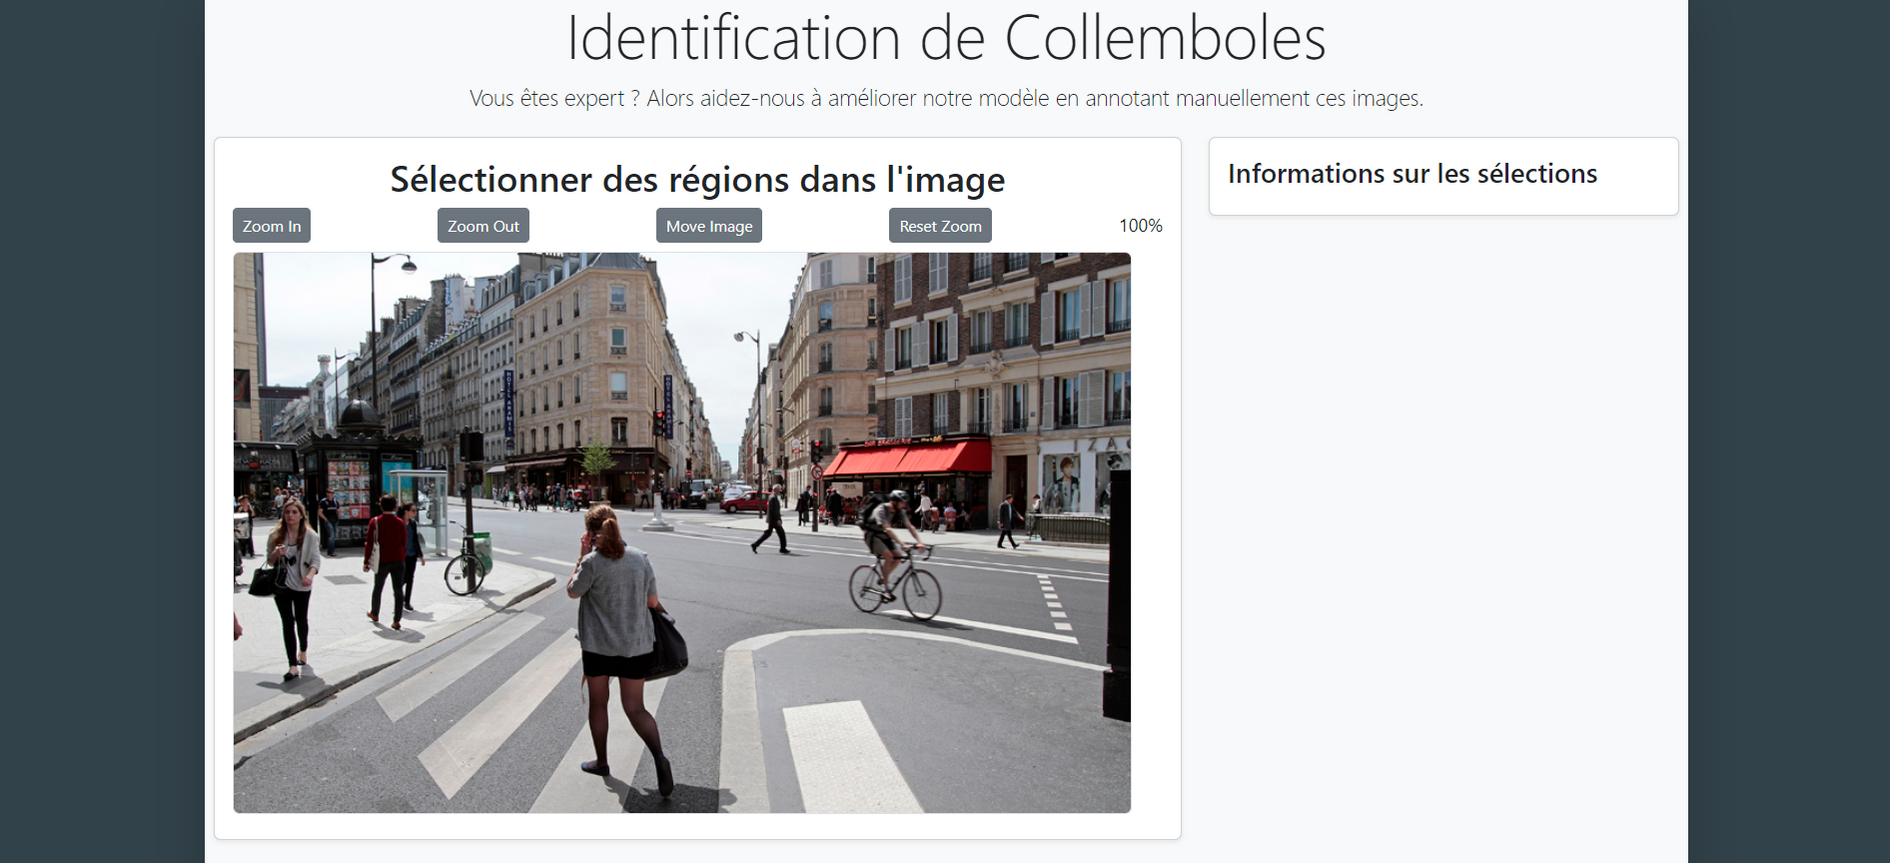 Identification de Collemboles
Vous êtes expert ? Alors aidez-nous à améliorer notre modèle en annotant manuellement ces images.
Sélectionner des régions dans l'image
Zoom In
Zoom Out
Move Image
Reset Zoom
100%
Informations sur les sélections